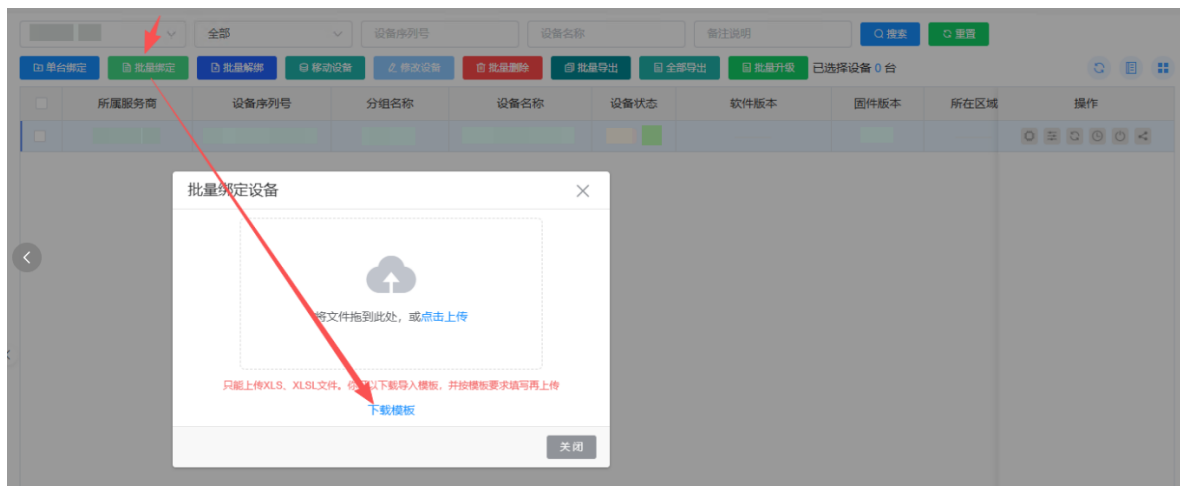 全部 设备序列号 设备名称 备注说明 搜索 重置
单台绑定 批量绑定 批量解绑 移动设备 修改设备 批量删除 批量导出 全部导出 批量升级 已选择设备 0 台
所属服务商 设备序列号 分组名称 设备名称 设备状态 软件版本 固件版本 所在区域 操作
批量绑定设备
将文件拖到此处，或点击上传
只能上传XLS、XLSL文件。你可以下载导入模板，并按模板要求填写再上传
下载模板
关闭